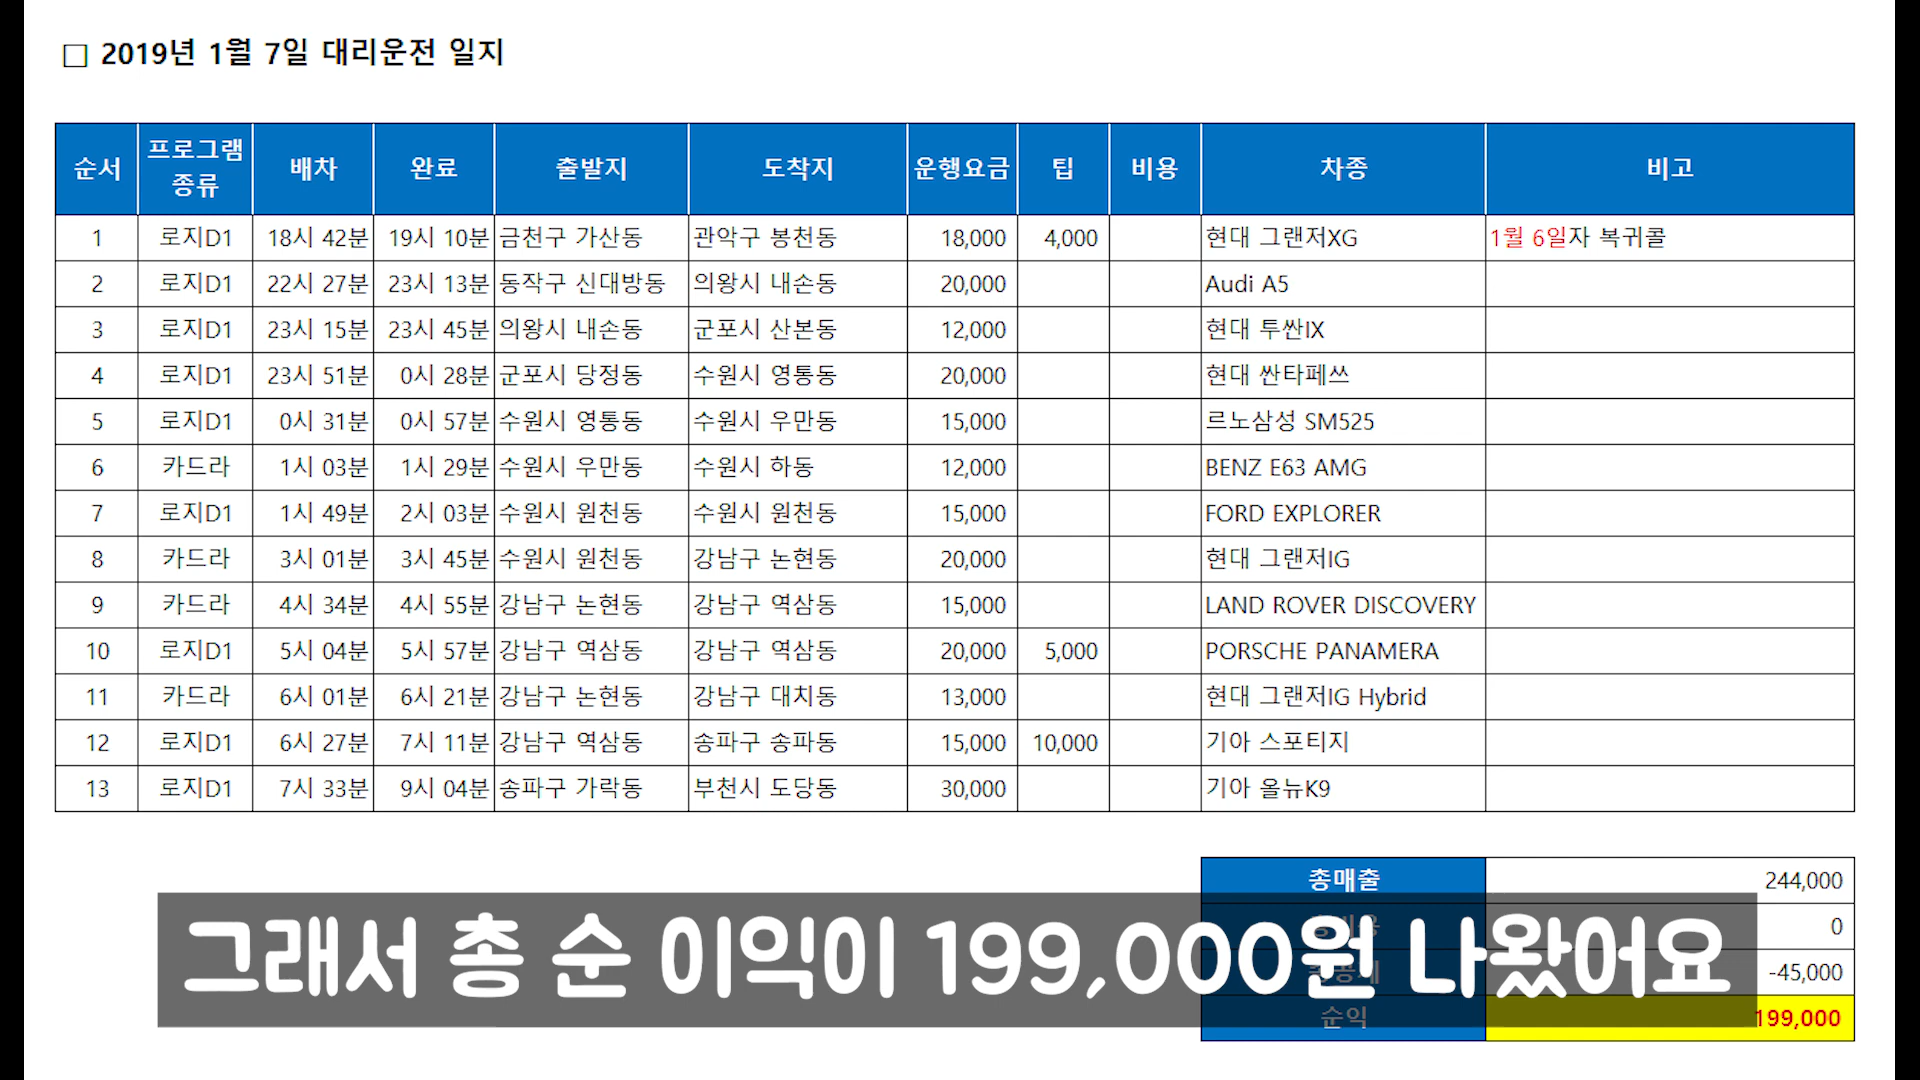 □ 2019년 1월 7일 대리운전 일지
순서 프로그램 종류 배차 완료 출발지 도착지 운행요금 팁 비용 차종 비고
1 로지D1 18시 42분 19시 10분 금천구 가산동 관악구 봉천동 18,000 4,000 현대 그랜저XG 1월 6일자 복귀콜
2 로지D1 22시 27분 23시 13분 동작구 신대방동 의왕시 내손동 20,000 Audi A5
3 로지D1 23시 15분 23시 45분 의왕시 내손동 군포시 산본동 12,000 현대 투싼IX
4 로지D1 23시 51분 0시 28분 군포시 당정동 수원시 영통동 20,000 현대 싼타페쓰
5 로지D1 0시 31분 0시 57분 수원시 영통동 수원시 우만동 15,000 르노삼성 SM525
6 카드라 1시 03분 1시 29분 수원시 우만동 수원시 하동 12,000 BENZ E63 AMG
7 로지D1 1시 49분 2시 03분 수원시 원천동 수원시 원천동 15,000 FORD EXPLORER
8 카드라 3시 01분 3시 45분 수원시 원천동 강남구 논현동 20,000 현대 그랜저IG
9 카드라 4시 34분 4시 55분 강남구 논현동 강남구 역삼동 15,000 LAND ROVER DISCOVERY
10 로지D1 5시 04분 5시 57분 강남구 역삼동 강남구 역삼동 20,000 5,000 PORSCHE PANAMERA
11 카드라 6시 01분 6시 21분 강남구 논현동 강남구 대치동 13,000 현대 그랜저IG Hybrid
12 로지D1 6시 27분 7시 11분 강남구 역삼동 송파구 송파동 15,000 10,000 기아 스포티지
13 로지D1 7시 33분 9시 04분 송파구 가락동 부천시 도당동 30,000 기아 올뉴K9
총매출 244,000
0
-45,000
순익 199,000
그래서 총 순 이익이 199,000원 나왔어요